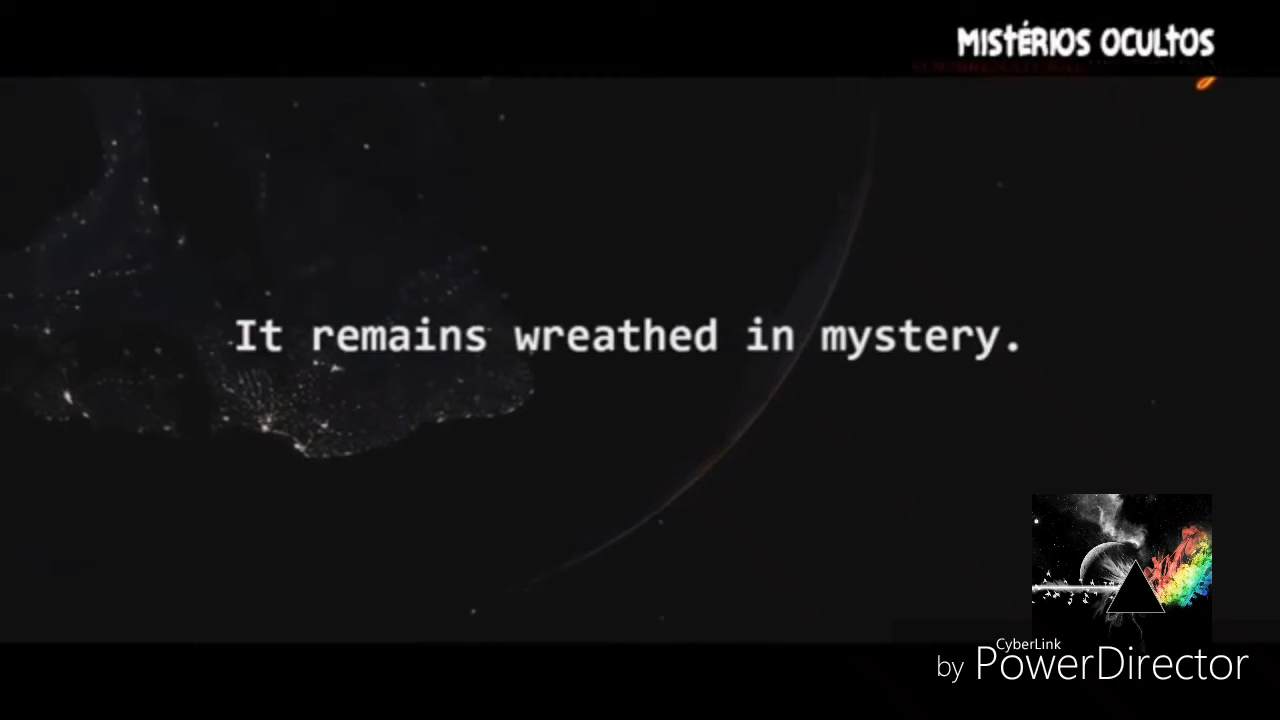 MISTÉRIOS OCULTOS
It remains wreathed in mystery.
CyberLink
by PowerDirector